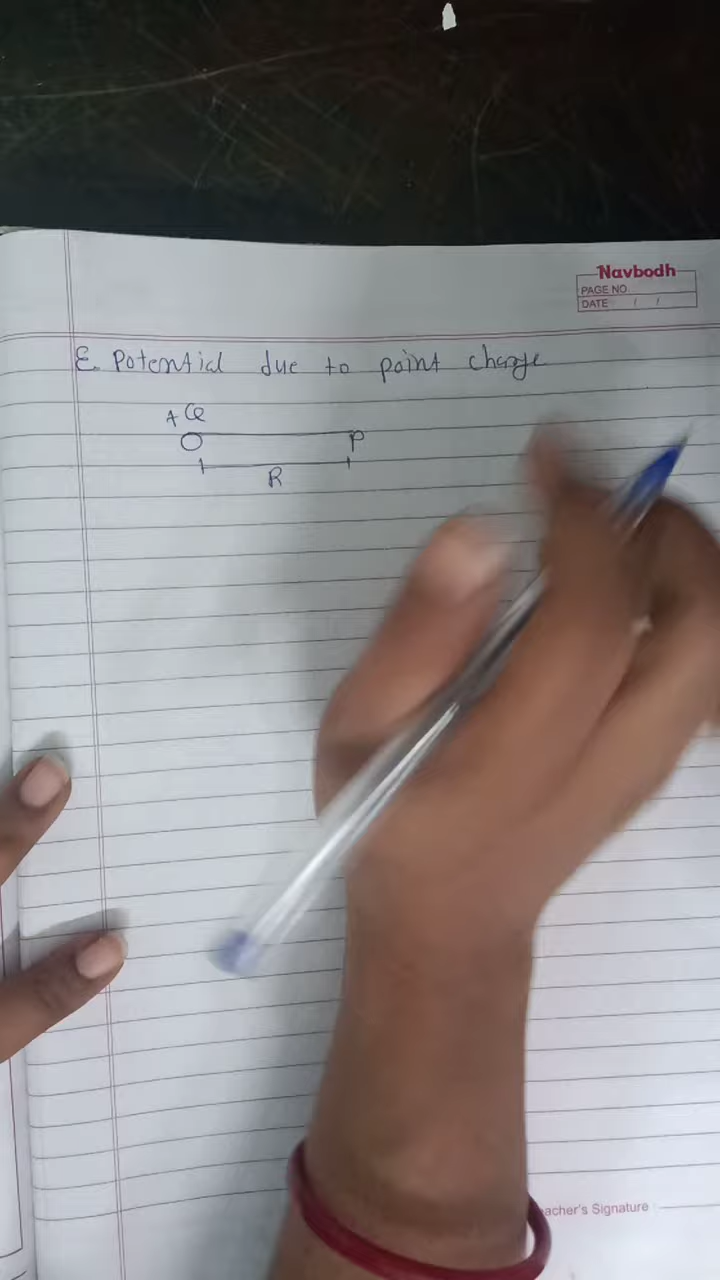 Navbodh
PAGE NO.
DATE / /
E. Potential due to point charge
+Q
P
R
acher's Signature